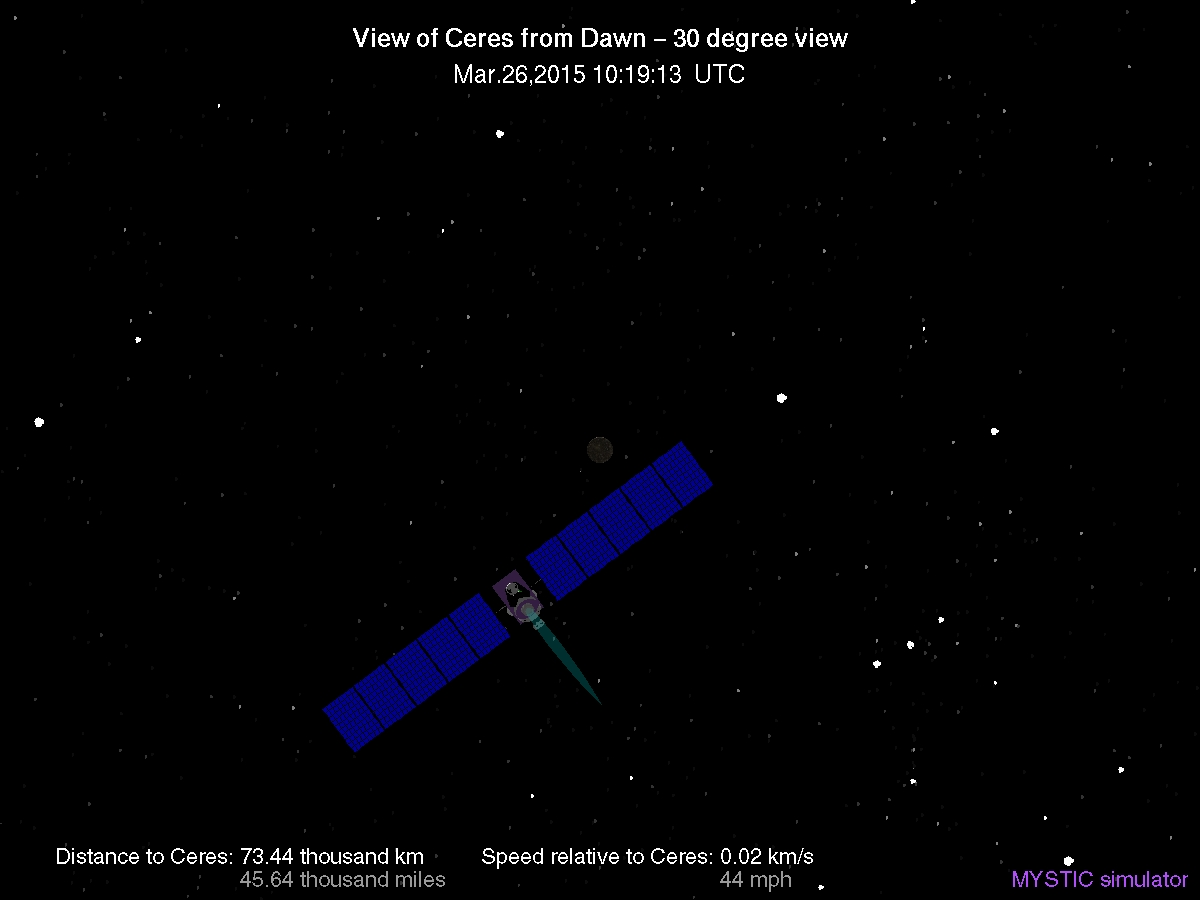 View of Ceres from Dawn – 30 degree view
Mar.26,2015 10:19:13 UTC
Distance to Ceres: 73.44 thousand km Speed relative to Ceres: 0.02 km/s
45.64 thousand miles 44 mph
MYSTIC simulator